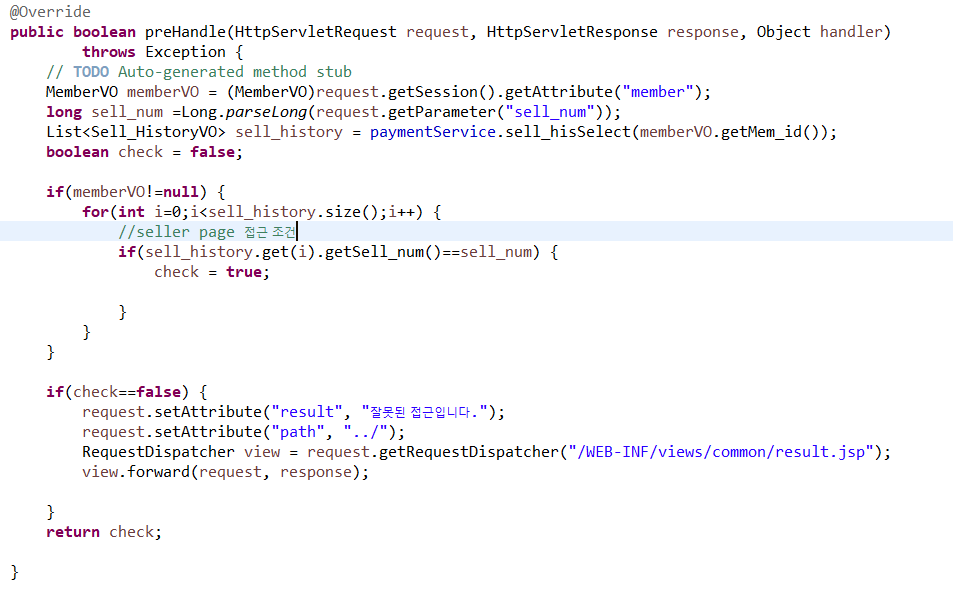 @Override
public boolean preHandle(HttpServletRequest request, HttpServletResponse response, Object handler)
        throws Exception {
    // TODO Auto-generated method stub
    MemberVO memberVO = (MemberVO)request.getSession().getAttribute("member");
    long sell_num =Long.parseLong(request.getParameter("sell_num"));
    List<Sell_HistoryVO> sell_history = paymentService.sell_hisSelect(memberVO.getMem_id());
    boolean check = false;

    if(memberVO!=null) {
        for(int i=0;i<sell_history.size();i++) {
            //seller page 접근 조건
            if(sell_history.get(i).getSell_num()==sell_num) {
                check = true;

            }
        }
    }

    if(check==false) {
        request.setAttribute("result", "잘못된 접근입니다.");
        request.setAttribute("path", "../");
        RequestDispatcher view = request.getRequestDispatcher("/WEB-INF/views/common/result.jsp");
        view.forward(request, response);

    }
    return check;

}